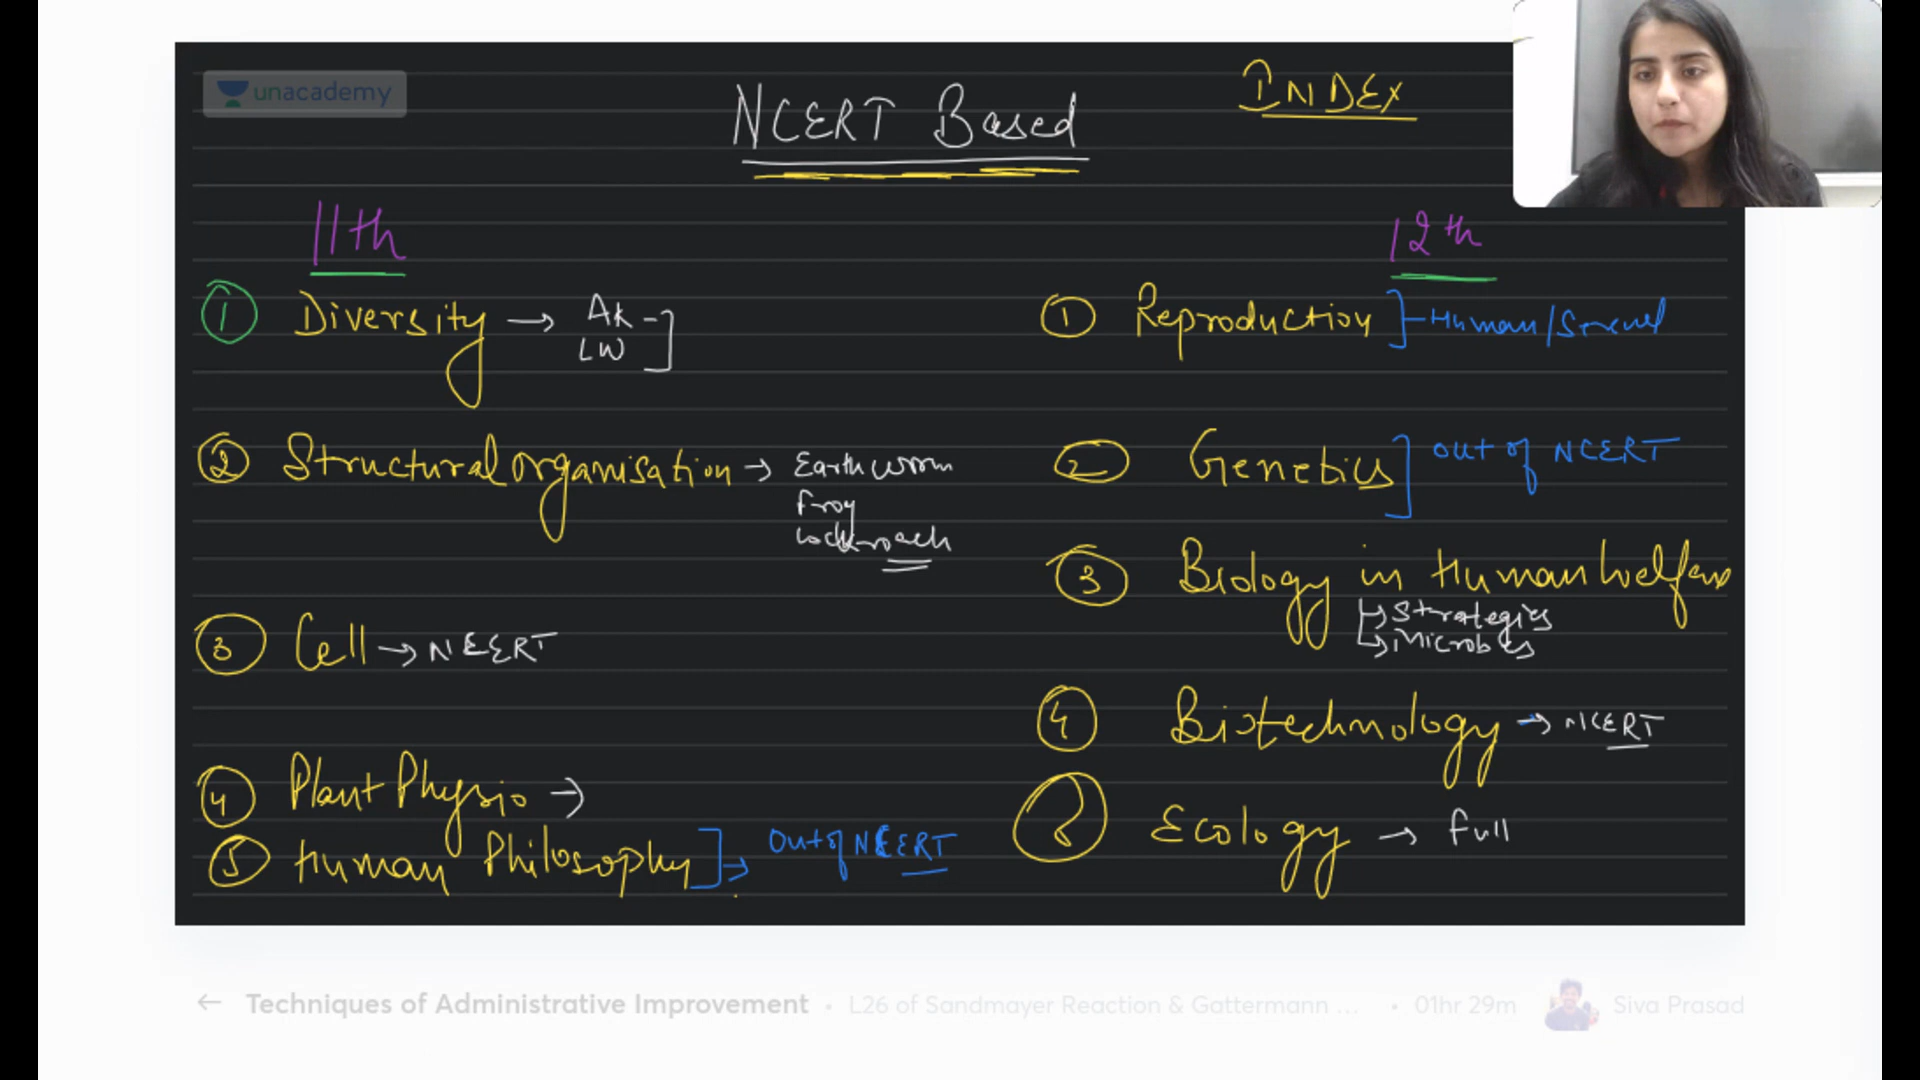 unacademy
NCERT Based
INDEX
11th
12th
① Diversity → AK
LW
① Reproduction Human/Sexual
② Structural organisation → Earthworm
Frog
Cockroach
② Genetics out of NCERT
③ Biology in Human Welfare
Strategies
Microbes
③ Cell → NCERT
④ Biotechnology → NCERT
④ Plant Physio →
⑤ Human Philosophy → Out of NCERT
Ecology → Full
← Techniques of Administrative Improvement • L26 of Sandmayer Reaction & Gattermann ... • 01hr 29m Siva Prasad